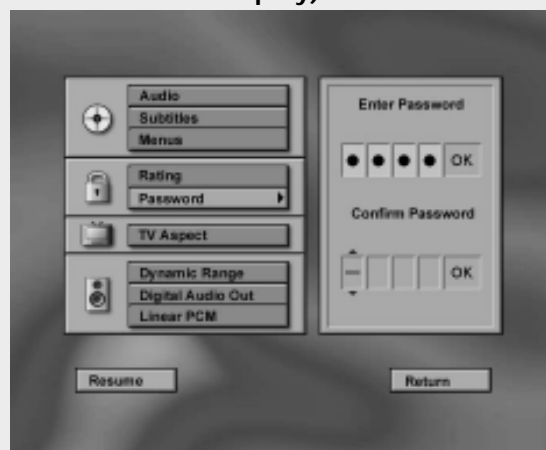 Audio
Subtitles
Menus
Rating
Password
TV Aspect
Dynamic Range
Digital Audio Out
Linear PCM
Enter Password
OK
Confirm Password
OK
Resume
Return